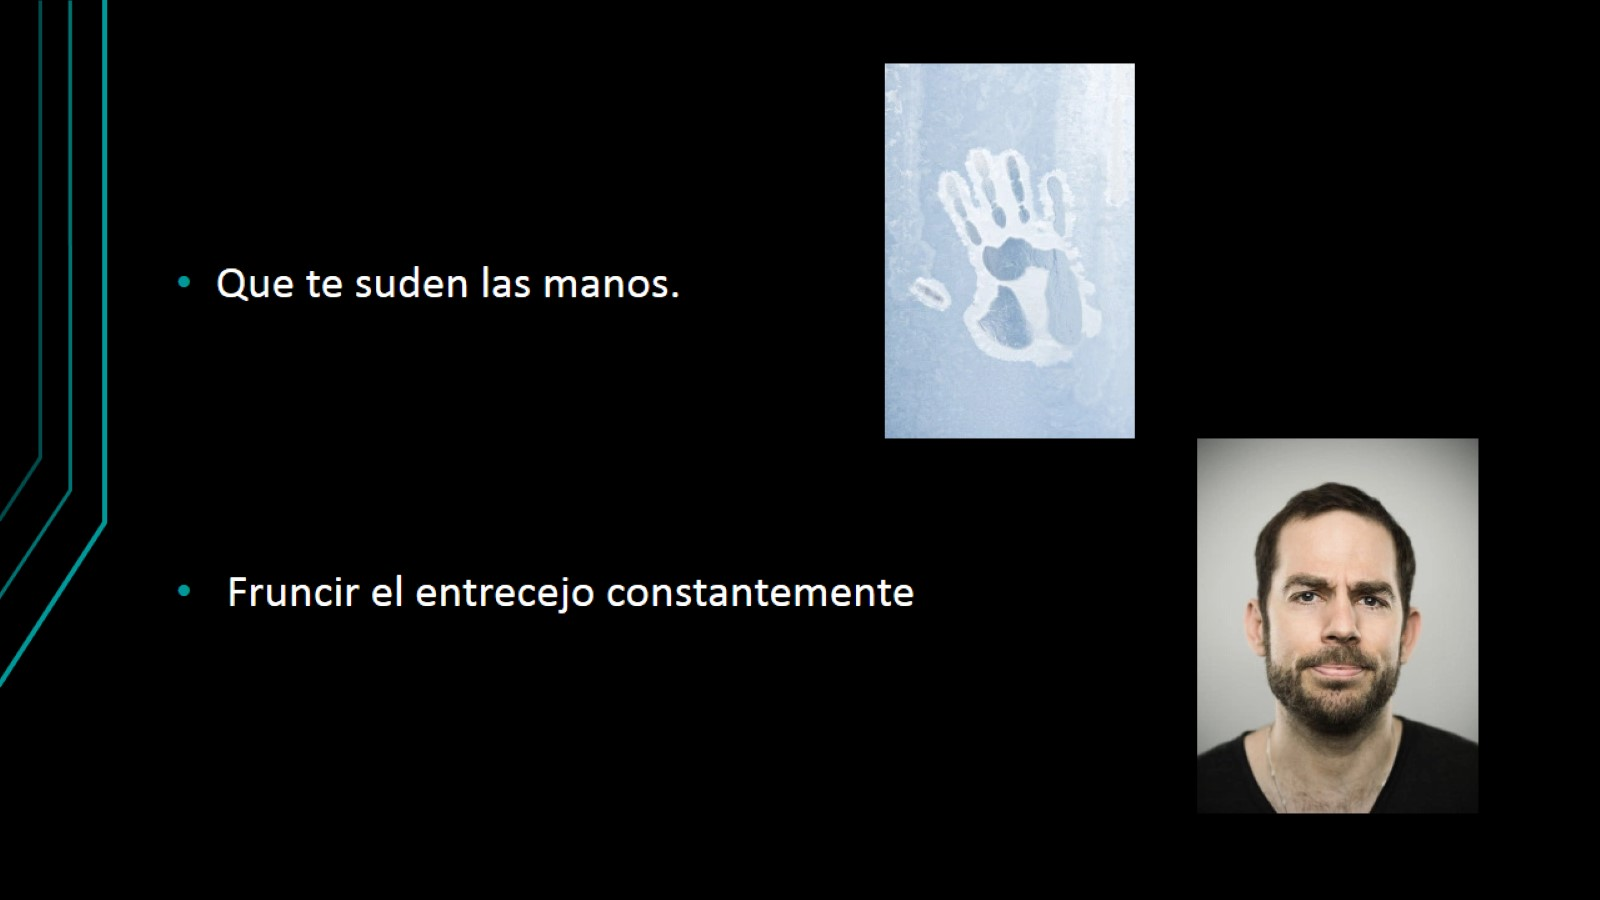 Que te suden las manos.
Fruncir el entrecejo constantemente